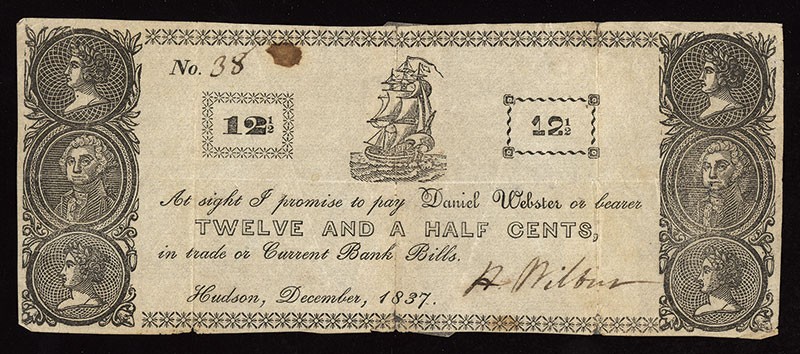 No. 38
12½
12½
At sight I promise to pay Daniel Webster or bearer
TWELVE AND A HALF CENTS,
in trade or Current Bank Bills.
H Wilbur
Hudson, December, 1837.